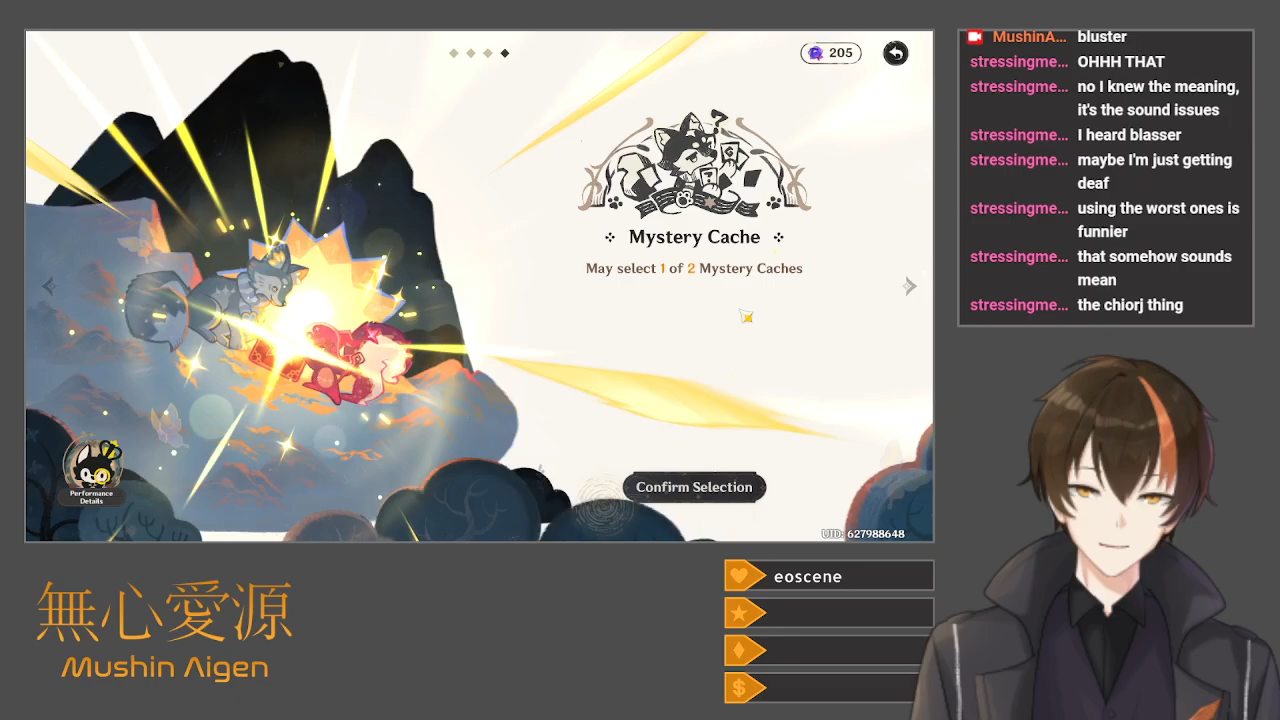 205
Mystery Cache
May select 1 of 2 Mystery Caches
Performance
Details
Confirm Selection
UID: 627988648
MushinA... bluster
stressingme... OHHH THAT
stressingme... no I knew the meaning,
it's the sound issues
stressingme... I heard blasser
stressingme... maybe I'm just getting
deaf
stressingme... using the worst ones is
funnier
stressingme... that somehow sounds
mean
stressingme... the chiorj thing
無心愛源
Mushin Aigen
eoscene